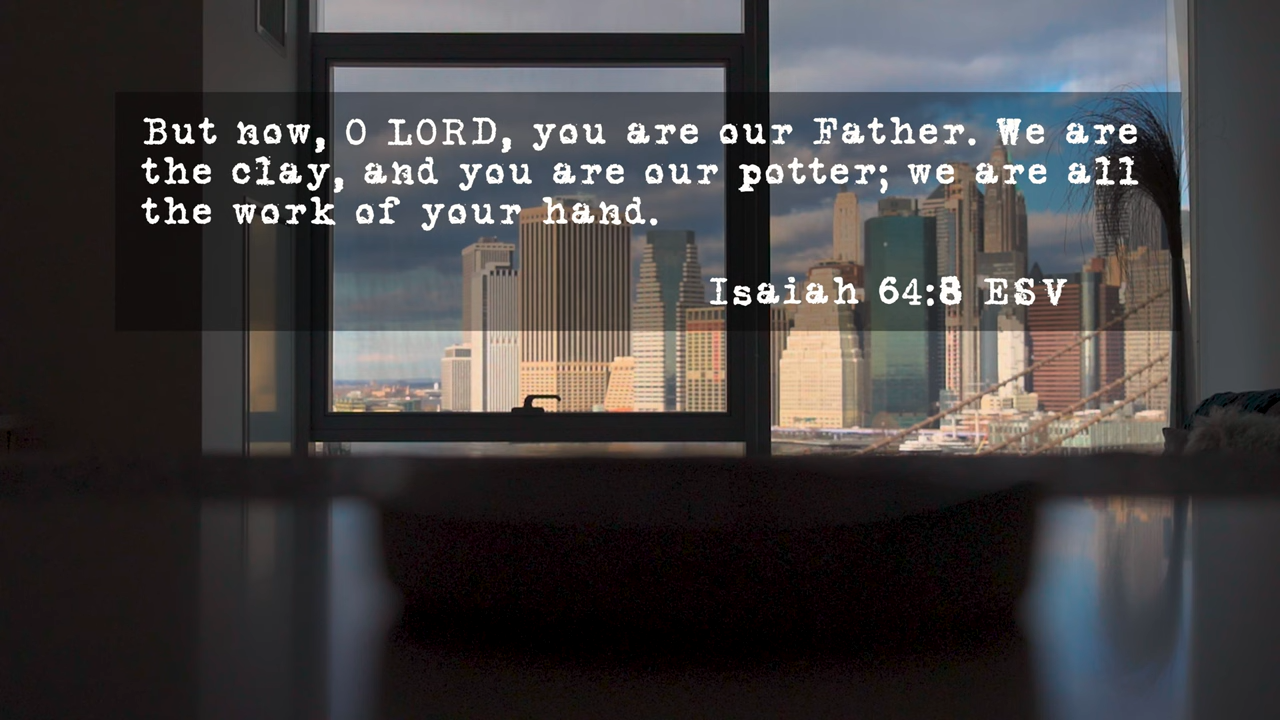 But now, O LORD, you are our Father. We are
the clay, and you are our potter; we are all
the work of your hand.
Isaiah 64:8 ESV